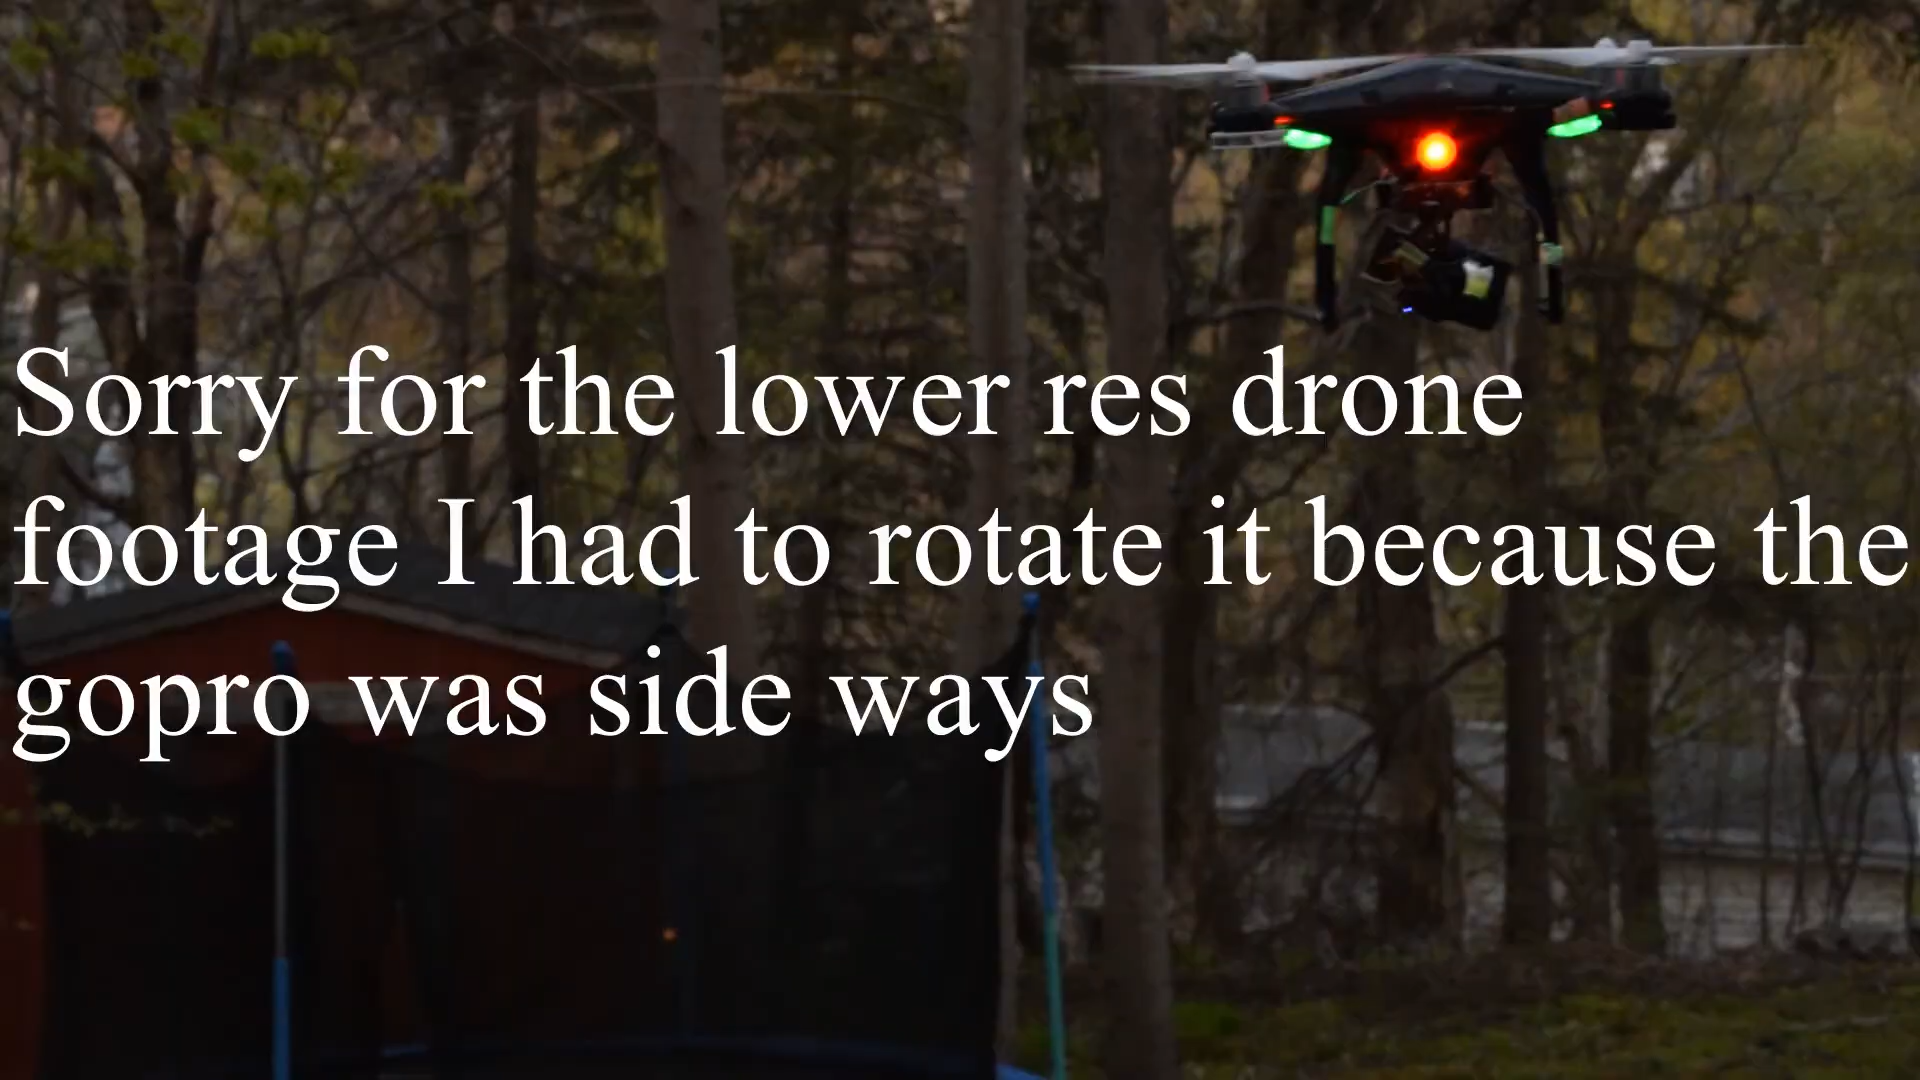 Sorry for the lower res drone
footage I had to rotate it because the
gopro was side ways